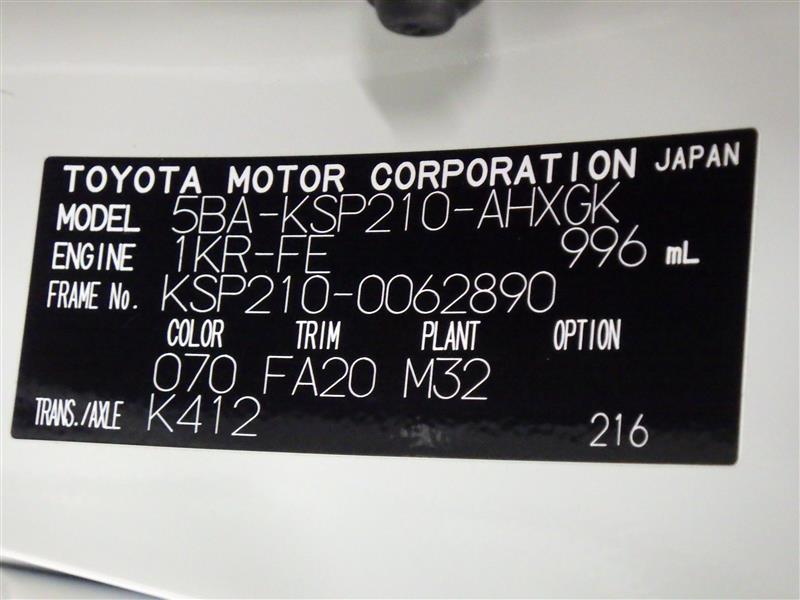 TOYOTA MOTOR CORPORATION JAPAN
MODEL 5BA-KSP210-AHXGK
ENGINE 1KR-FE 996 mL
FRAME No. KSP210-0062890
COLOR TRIM PLANT OPTION
070 FA20 M32
TRANS./AXLE K412 216